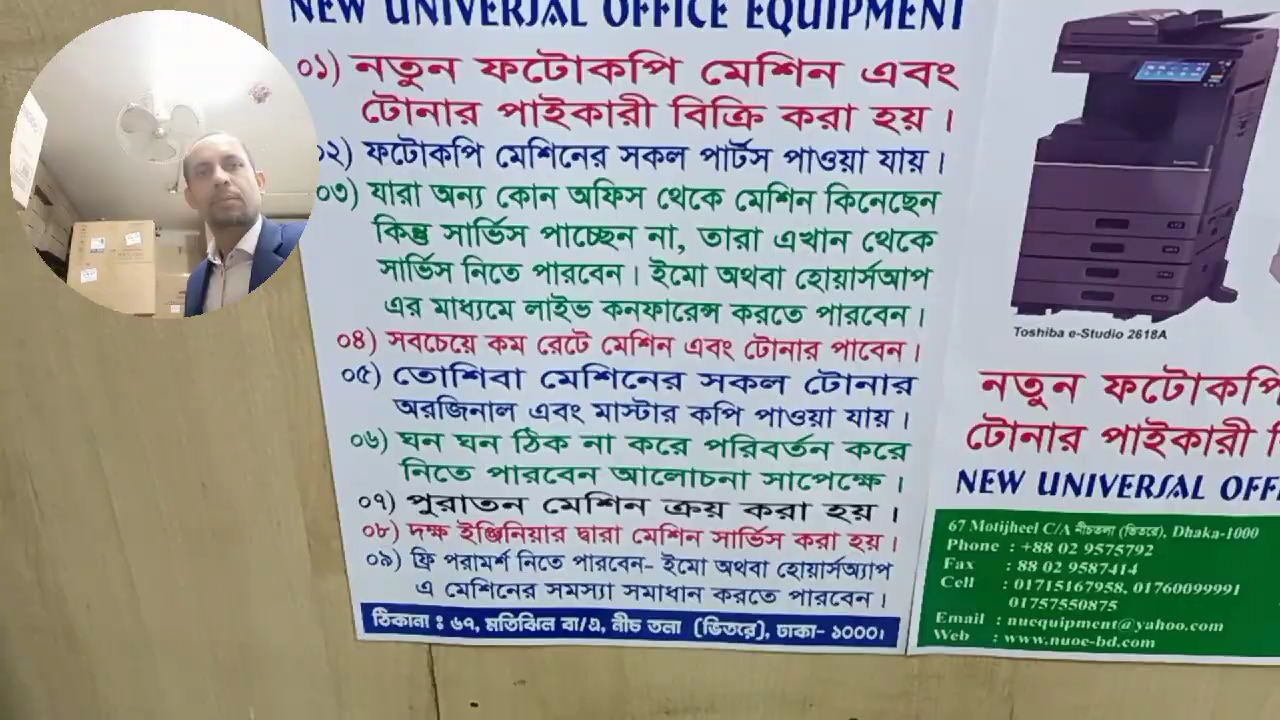 NEW UNIVERSAL OFFICE EQUIPMENT
০১) নতুন ফটোকপি মেশিন এবং
টোনার পাইকারী বিক্রি করা হয় ।
০২) ফটোকপি মেশিনের সকল পার্টস পাওয়া যায় ।
০৩) যারা অন্য কোন অফিস থেকে মেশিন কিনেছেন
কিন্তু সার্ভিস পাচ্ছেন না, তারা এখান থেকে
সার্ভিস নিতে পারবেন । ইমো অথবা হোয়ার্সআপ
এর মাধ্যমে লাইভ কনফারেন্স করতে পারবেন ।
০৪) সবচেয়ে কম রেটে মেশিন এবং টোনার পাবেন ।
০৫) তোশিবা মেশিনের সকল টোনার
অরজিনাল এবং মাস্টার কপি পাওয়া যায় ।
০৬) ঘন ঘন ঠিক না করে পরিবর্তন করে
নিতে পারবেন আলোচনা সাপেক্ষে ।
০৭) পুরাতন মেশিন ক্রয় করা হয় ।
০৮) দক্ষ ইঞ্জিনিয়ার দ্বারা মেশিন সার্ভিস করা হয় ।
০৯) ফ্রি পরামর্শ নিতে পারবেন- ইমো অথবা হোয়ার্সঅ্যাপ
এ মেশিনের সমস্যা সমাধান করতে পারবেন ।
ঠিকানা : ৬৭, মতিঝিল বা/এ, নীচ তলা (ভিতরে), ঢাকা- ১০০০।
Toshiba e-Studio 2618A
নতুন ফটোকপি
টোনার পাইকারী
NEW UNIVERSAL OFF
67 Motijheel C/A নীচতলা (ভিতরে), Dhaka-1000
Phone : +88 02 9575792
Fax : 88 02 9587414
Cell : 01715167958, 01760099991
01757550875
Email : nuequipment@yahoo.com
Web : www.nuoe-bd.com